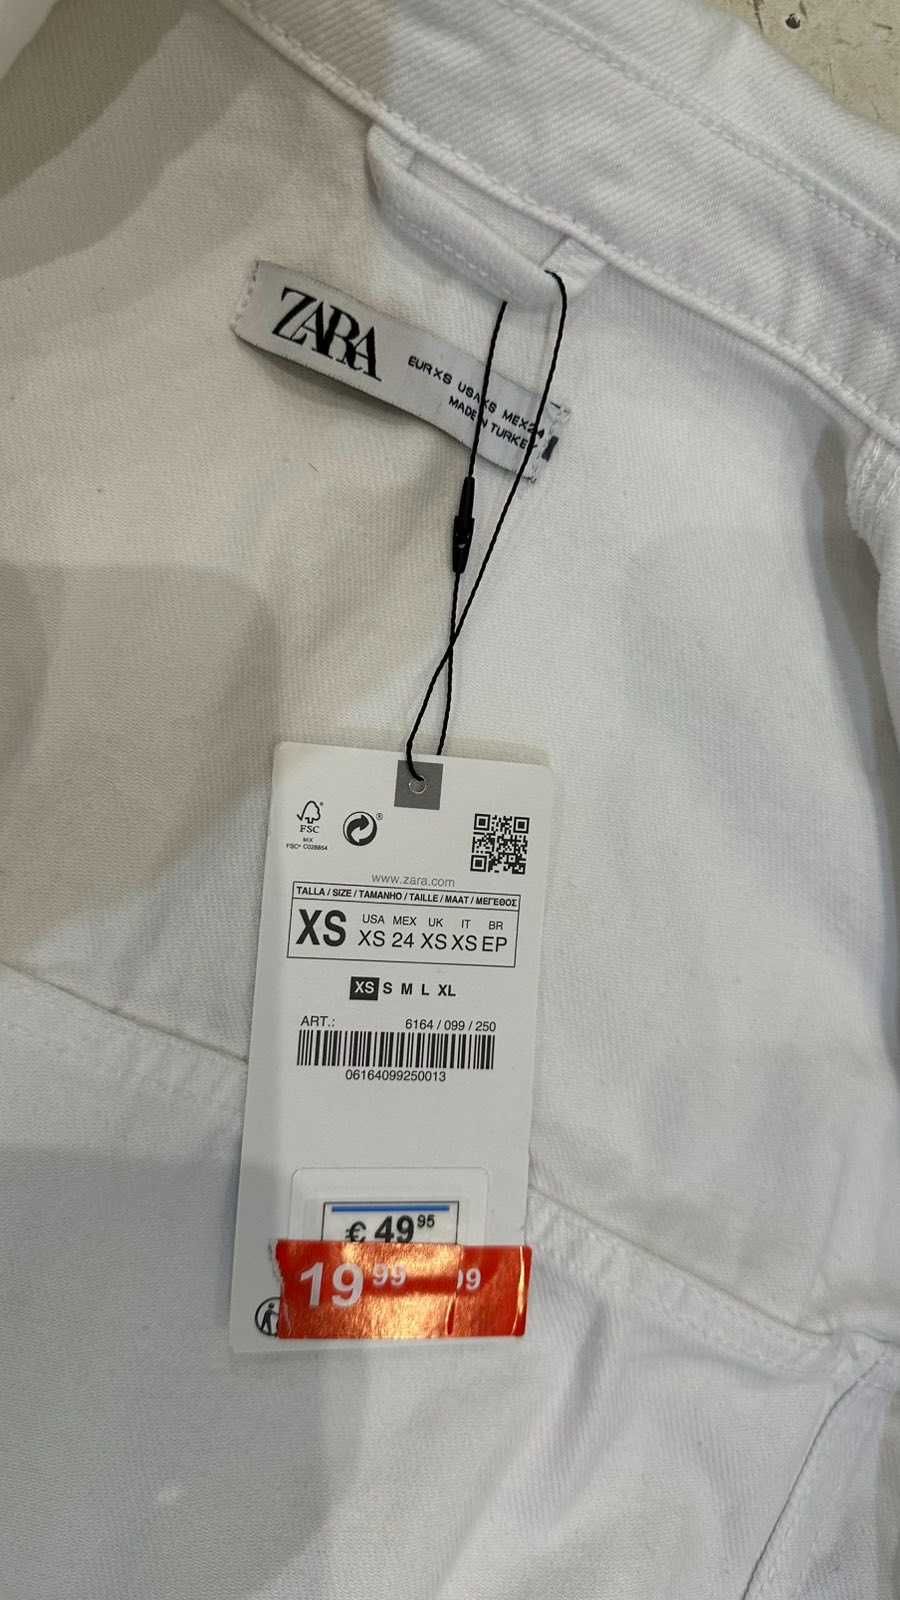 ZARA
EUR XS USA XS MEX 24
MADE IN TURKEY
FSC®
MIX
FSC® C028854
®
www.zara.com
TALLA / SIZE / TAMANHO / TAILLE / MAAT / ΜΕΓΕΘΟΣ
USA MEX UK IT BR
XS XS 24 XS XS EP
XS S M L XL
ART.: 6164 / 099 / 250
06164099250013
€ 49 95
19 99